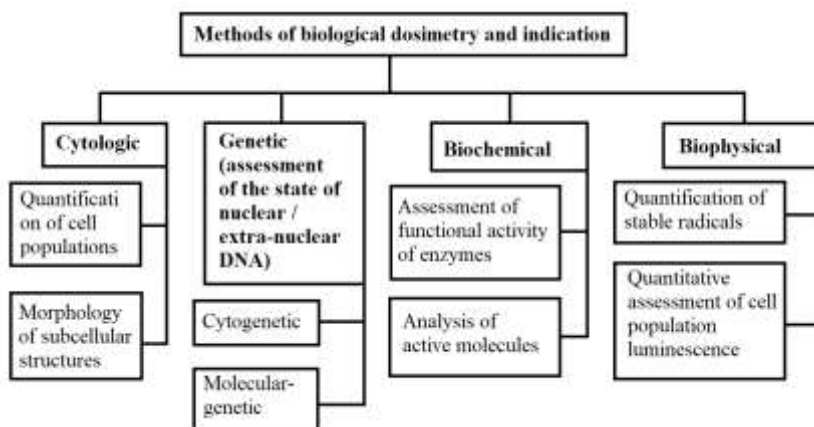 Methods of biological dosimetry and indication
Cytologic
Quantificati
on of cell
populations
Morphology
of subcellular
structures
Genetic
(assessment
of the state of
nuclear /
extra-nuclear
DNA)
Cytogenetic
Molecular-
genetic
Biochemical
Assessment of
functional activity
of enzymes
Analysis of
active molecules
Biophysical
Quantification of
stable radicals
Quantitative
assessment of cell
population
luminescence